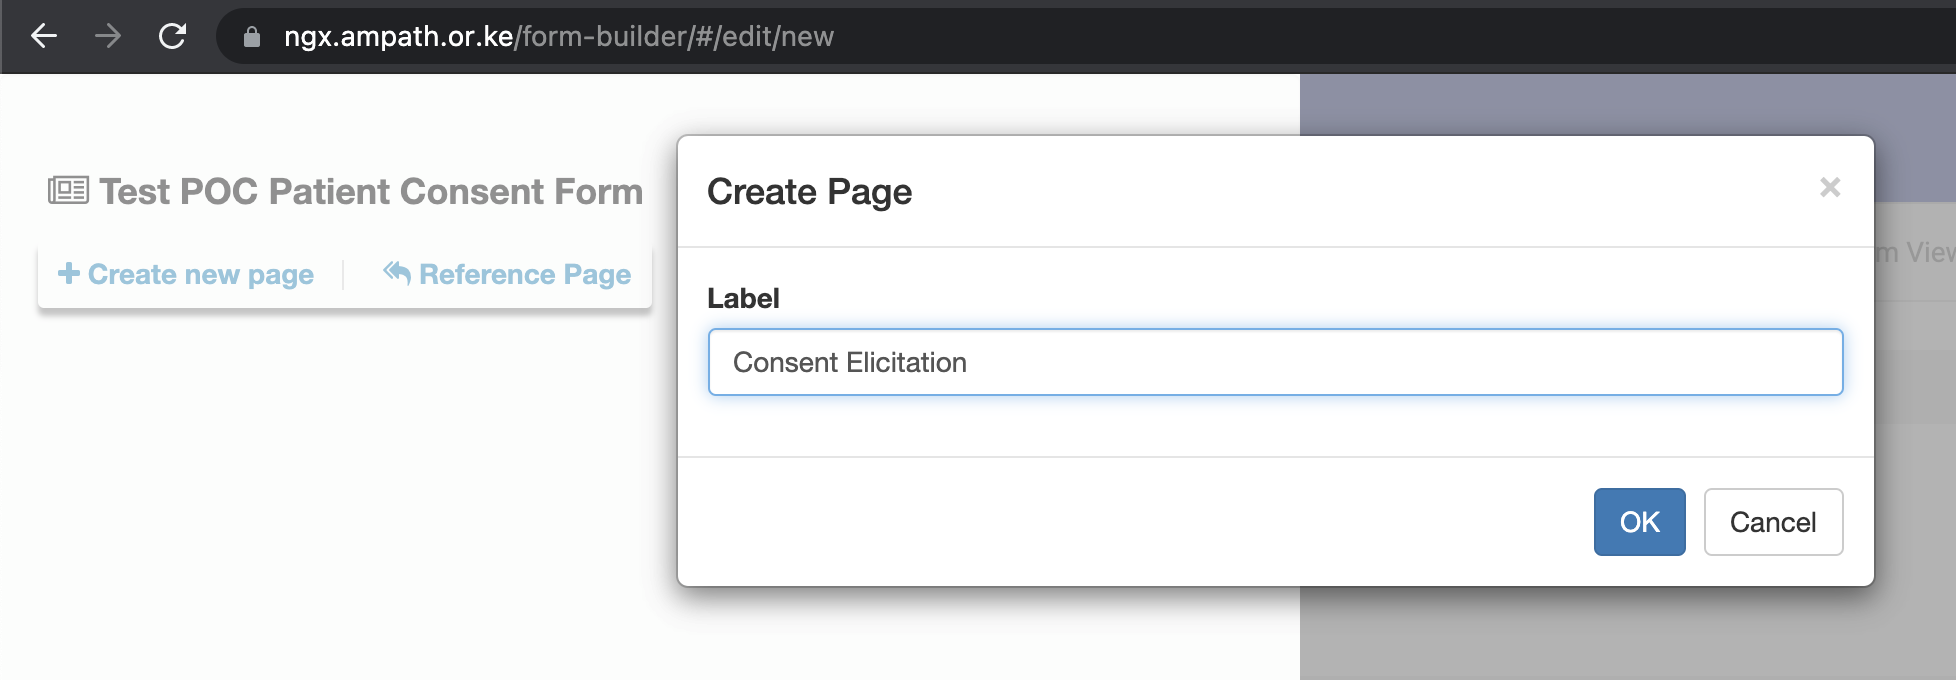 ngx.ampath.or.ke/form-builder/#/edit/new
Test POC Patient Consent Form
Create new page
Reference Page
Create Page
×
Label
Consent Elicitation
OK
Cancel
m View